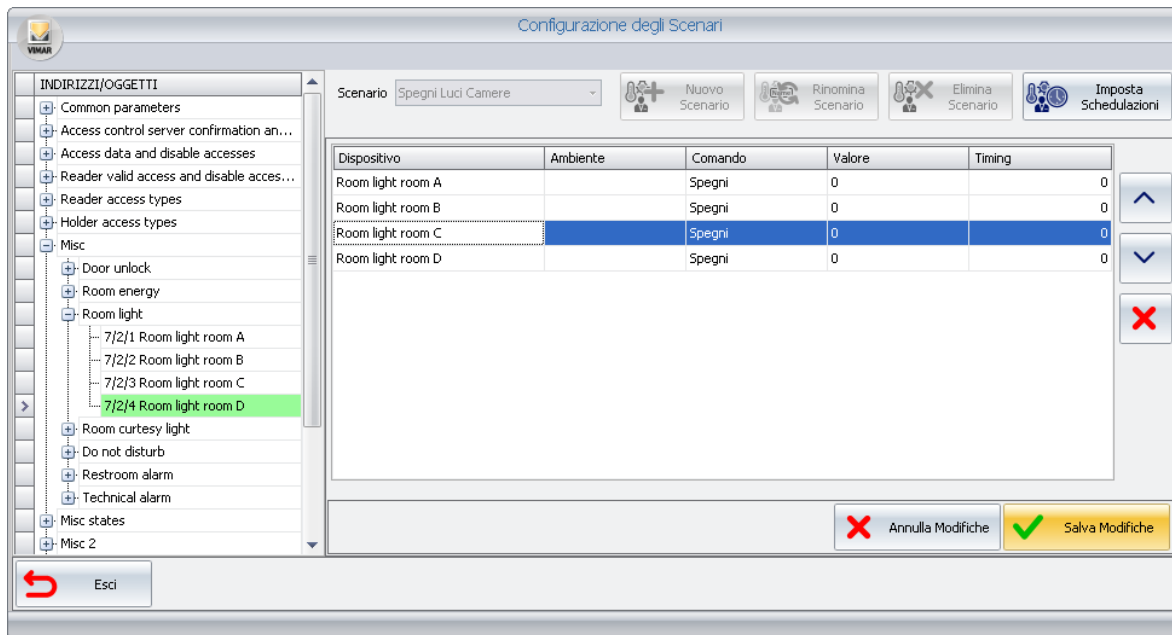 Configurazione degli Scenari
VIMAR
INDIRIZZI/OGGETTI
Common parameters
Access control server confirmation an...
Access data and disable accesses
Reader valid access and disable acces...
Reader access types
Holder access types
Misc
Door unlock
Room energy
Room light
7/2/1 Room light room A
7/2/2 Room light room B
7/2/3 Room light room C
7/2/4 Room light room D
Room curtesy light
Do not disturb
Restroom alarm
Technical alarm
Misc states
Misc 2
Scenario Spegni Luci Camere
Nuovo
Scenario
Rinomina
Scenario
Elimina
Scenario
Imposta
Schedulazioni
Dispositivo Ambiente Comando Valore Timing
Room light room A Spegni 0 0
Room light room B Spegni 0 0
Room light room C Spegni 0 0
Room light room D Spegni 0 0
Annulla Modifiche
Salva Modifiche
Esci